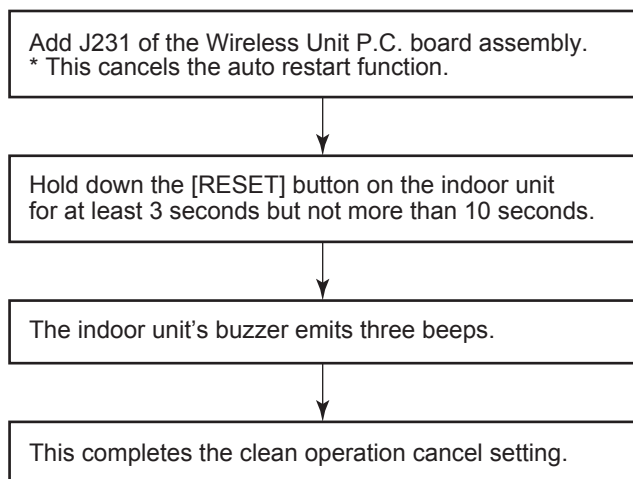 Add J231 of the Wireless Unit P.C. board assembly.
* This cancels the auto restart function.
Hold down the [RESET] button on the indoor unit
for at least 3 seconds but not more than 10 seconds.
The indoor unit's buzzer emits three beeps.
This completes the clean operation cancel setting.